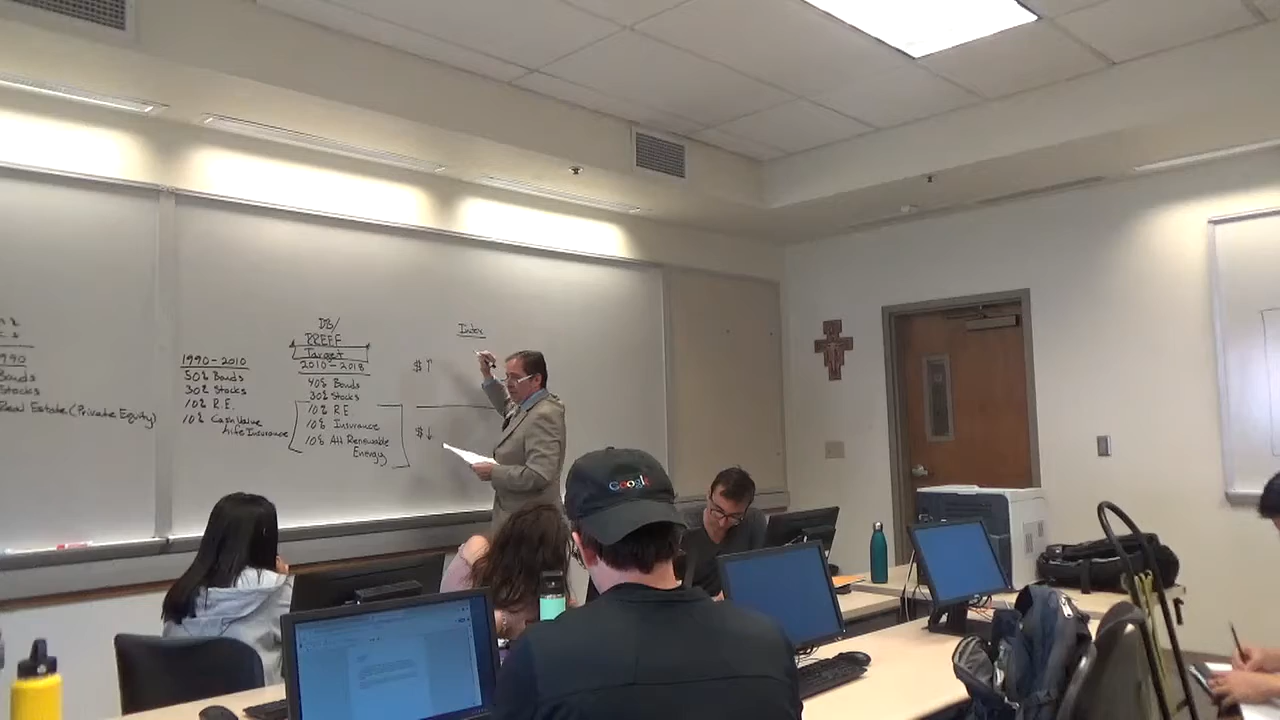 1990
Bonds
Stocks
Real Estate (Private Equity)
1990-2010
50% Bonds
30% Stocks
10% R.E.
10% Cash Value
Life Insurance
DB/
PREEF
Target
2010-2018
40% Bonds
30% Stocks
10% R.E.
10% Insurance
10% Alt Renewable
Energy
Index
$ ↑
$ ↓
Google